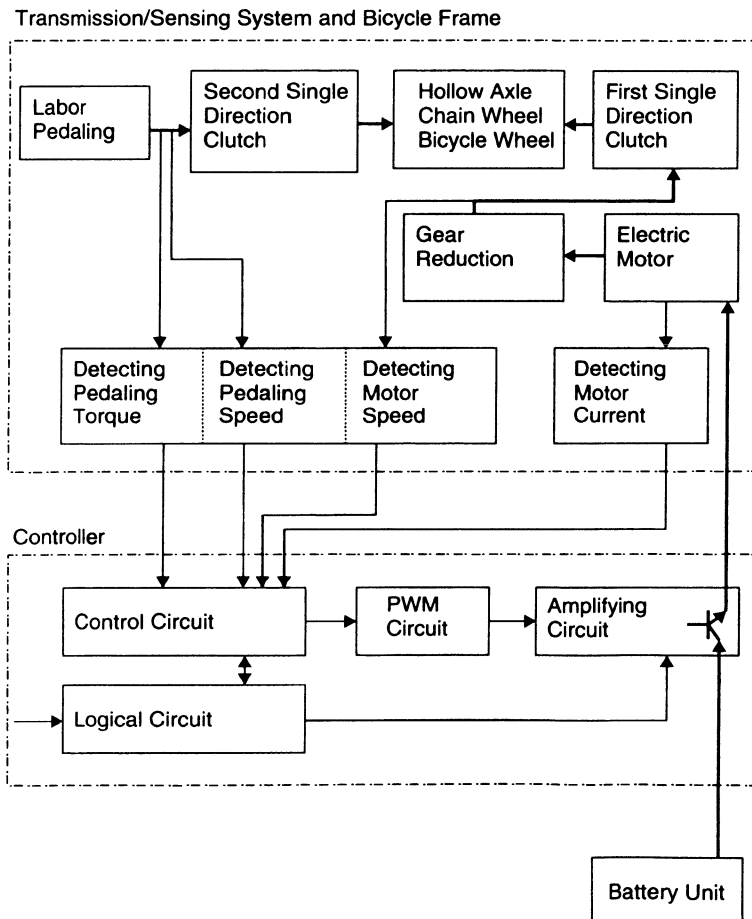 Transmission/Sensing System and Bicycle Frame
Labor
Pedaling
Second Single
Direction
Clutch
Hollow Axle
Chain Wheel
Bicycle Wheel
First Single
Direction
Clutch
Gear
Reduction
Electric
Motor
Detecting
Pedaling
Torque
Detecting
Pedaling
Speed
Detecting
Motor
Speed
Detecting
Motor
Current
Controller
Control Circuit
PWM
Circuit
Amplifying
Circuit
Logical Circuit
Battery Unit